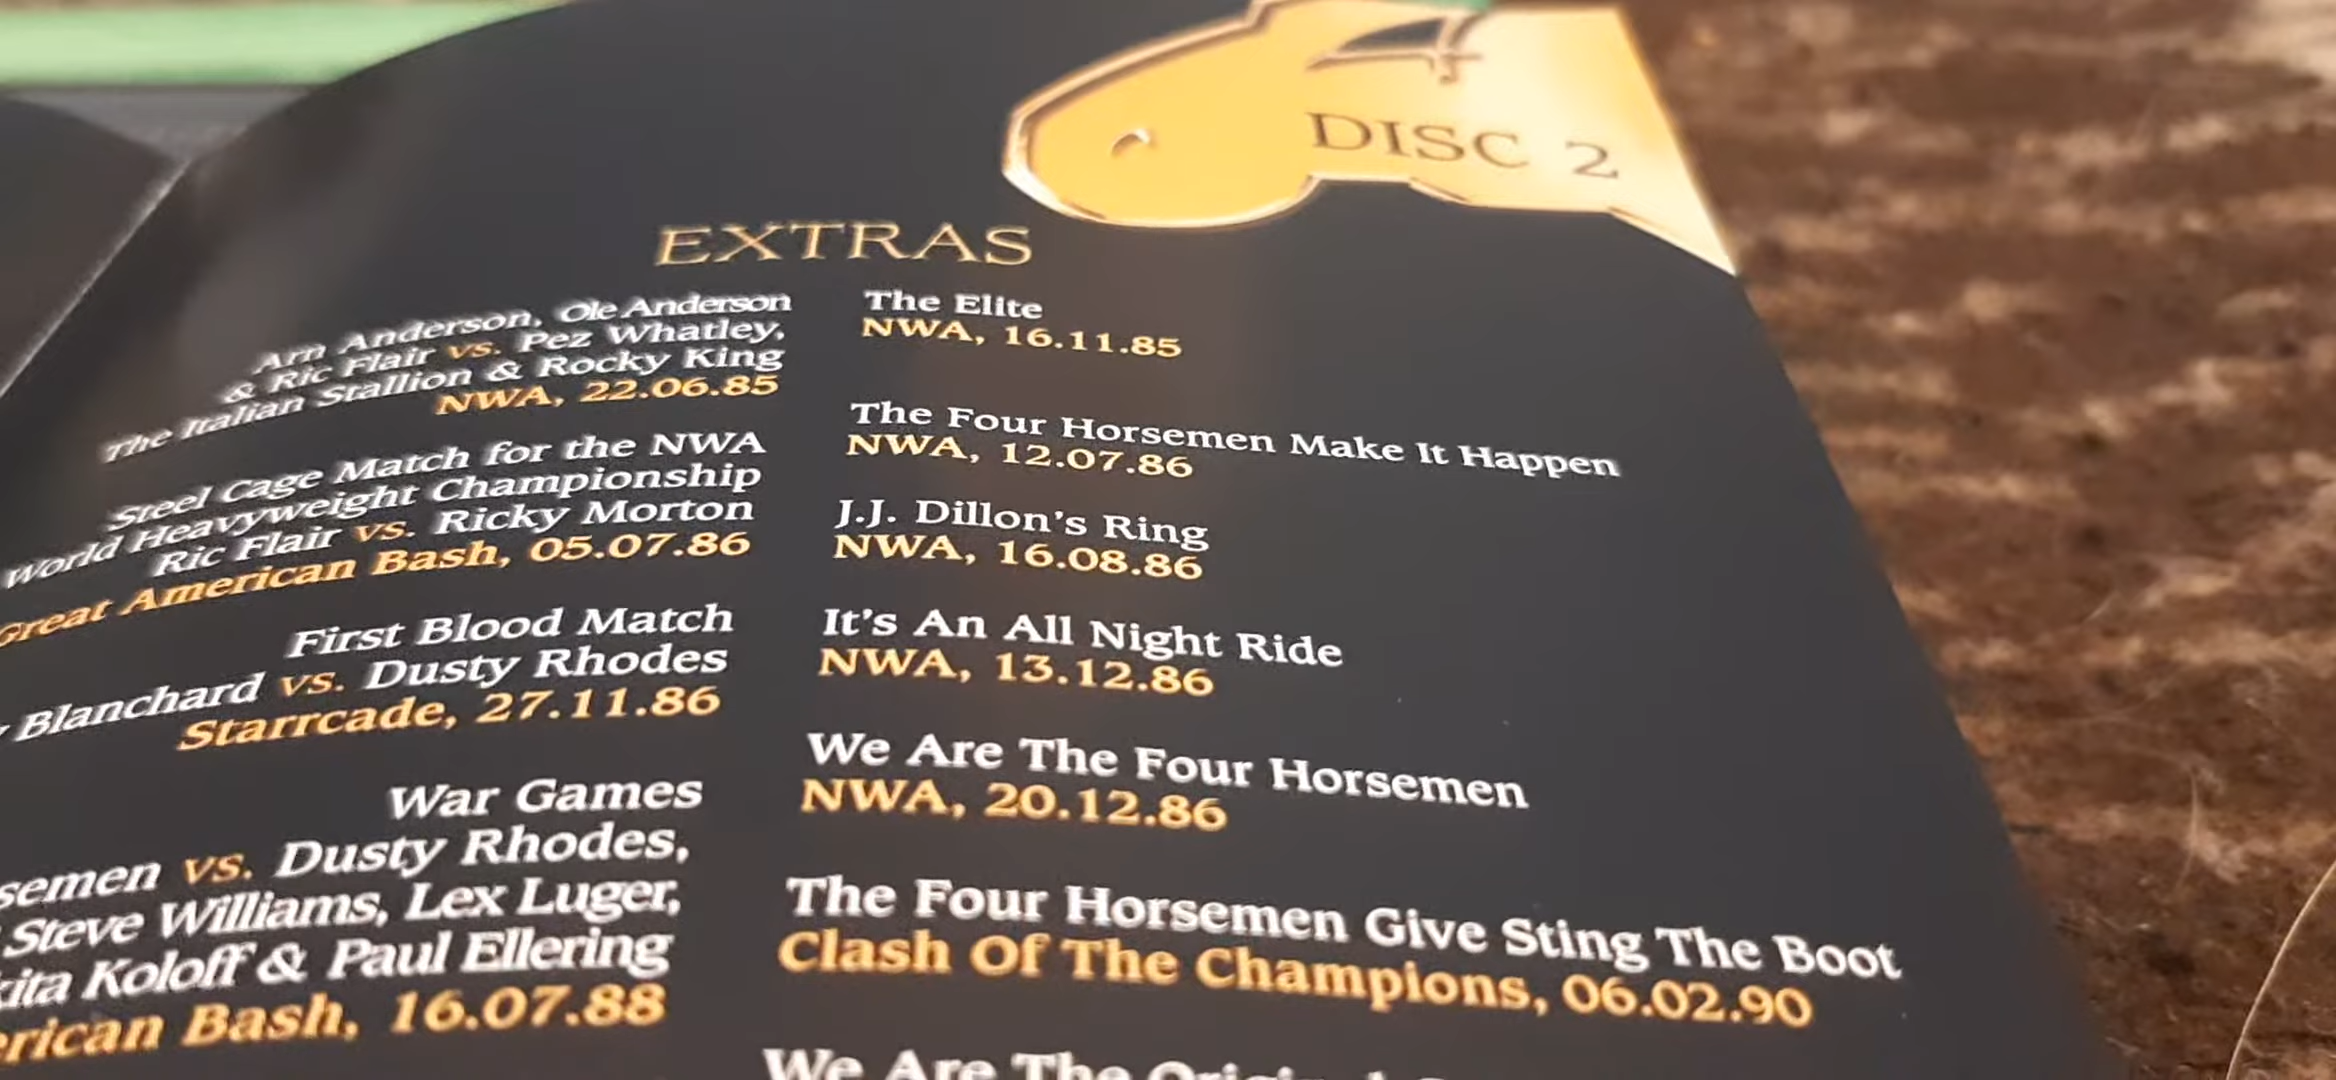 DISC 2
EXTRAS
Arn Anderson, Ole Anderson
& Ric Flair vs. Pez Whatley,
The Italian Stallion & Rocky King
NWA, 22.06.85
Steel Cage Match for the NWA
World Heavyweight Championship
Ric Flair vs. Ricky Morton
Great American Bash, 05.07.86
First Blood Match
Blanchard vs. Dusty Rhodes
Starrcade, 27.11.86
War Games
semen vs. Dusty Rhodes,
Steve Williams, Lex Luger,
kita Koloff & Paul Ellering
erican Bash, 16.07.88
The Elite
NWA, 16.11.85
The Four Horsemen Make It Happen
NWA, 12.07.86
J.J. Dillon's Ring
NWA, 16.08.86
It's An All Night Ride
NWA, 13.12.86
We Are The Four Horsemen
NWA, 20.12.86
The Four Horsemen Give Sting The Boot
Clash Of The Champions, 06.02.90
We Are The